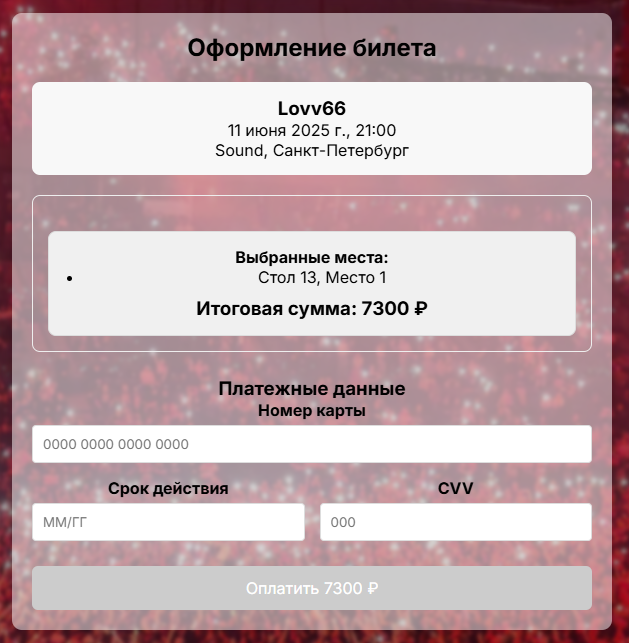 Оформление билета
Lovv66
11 июня 2025 г., 21:00
Sound, Санкт-Петербург
Выбранные места:
• Стол 13, Место 1
Итоговая сумма: 7300 ₽
Платежные данные
Номер карты
0000 0000 0000 0000
Срок действия
CVV
ММ/ГГ
000
Оплатить 7300 ₽